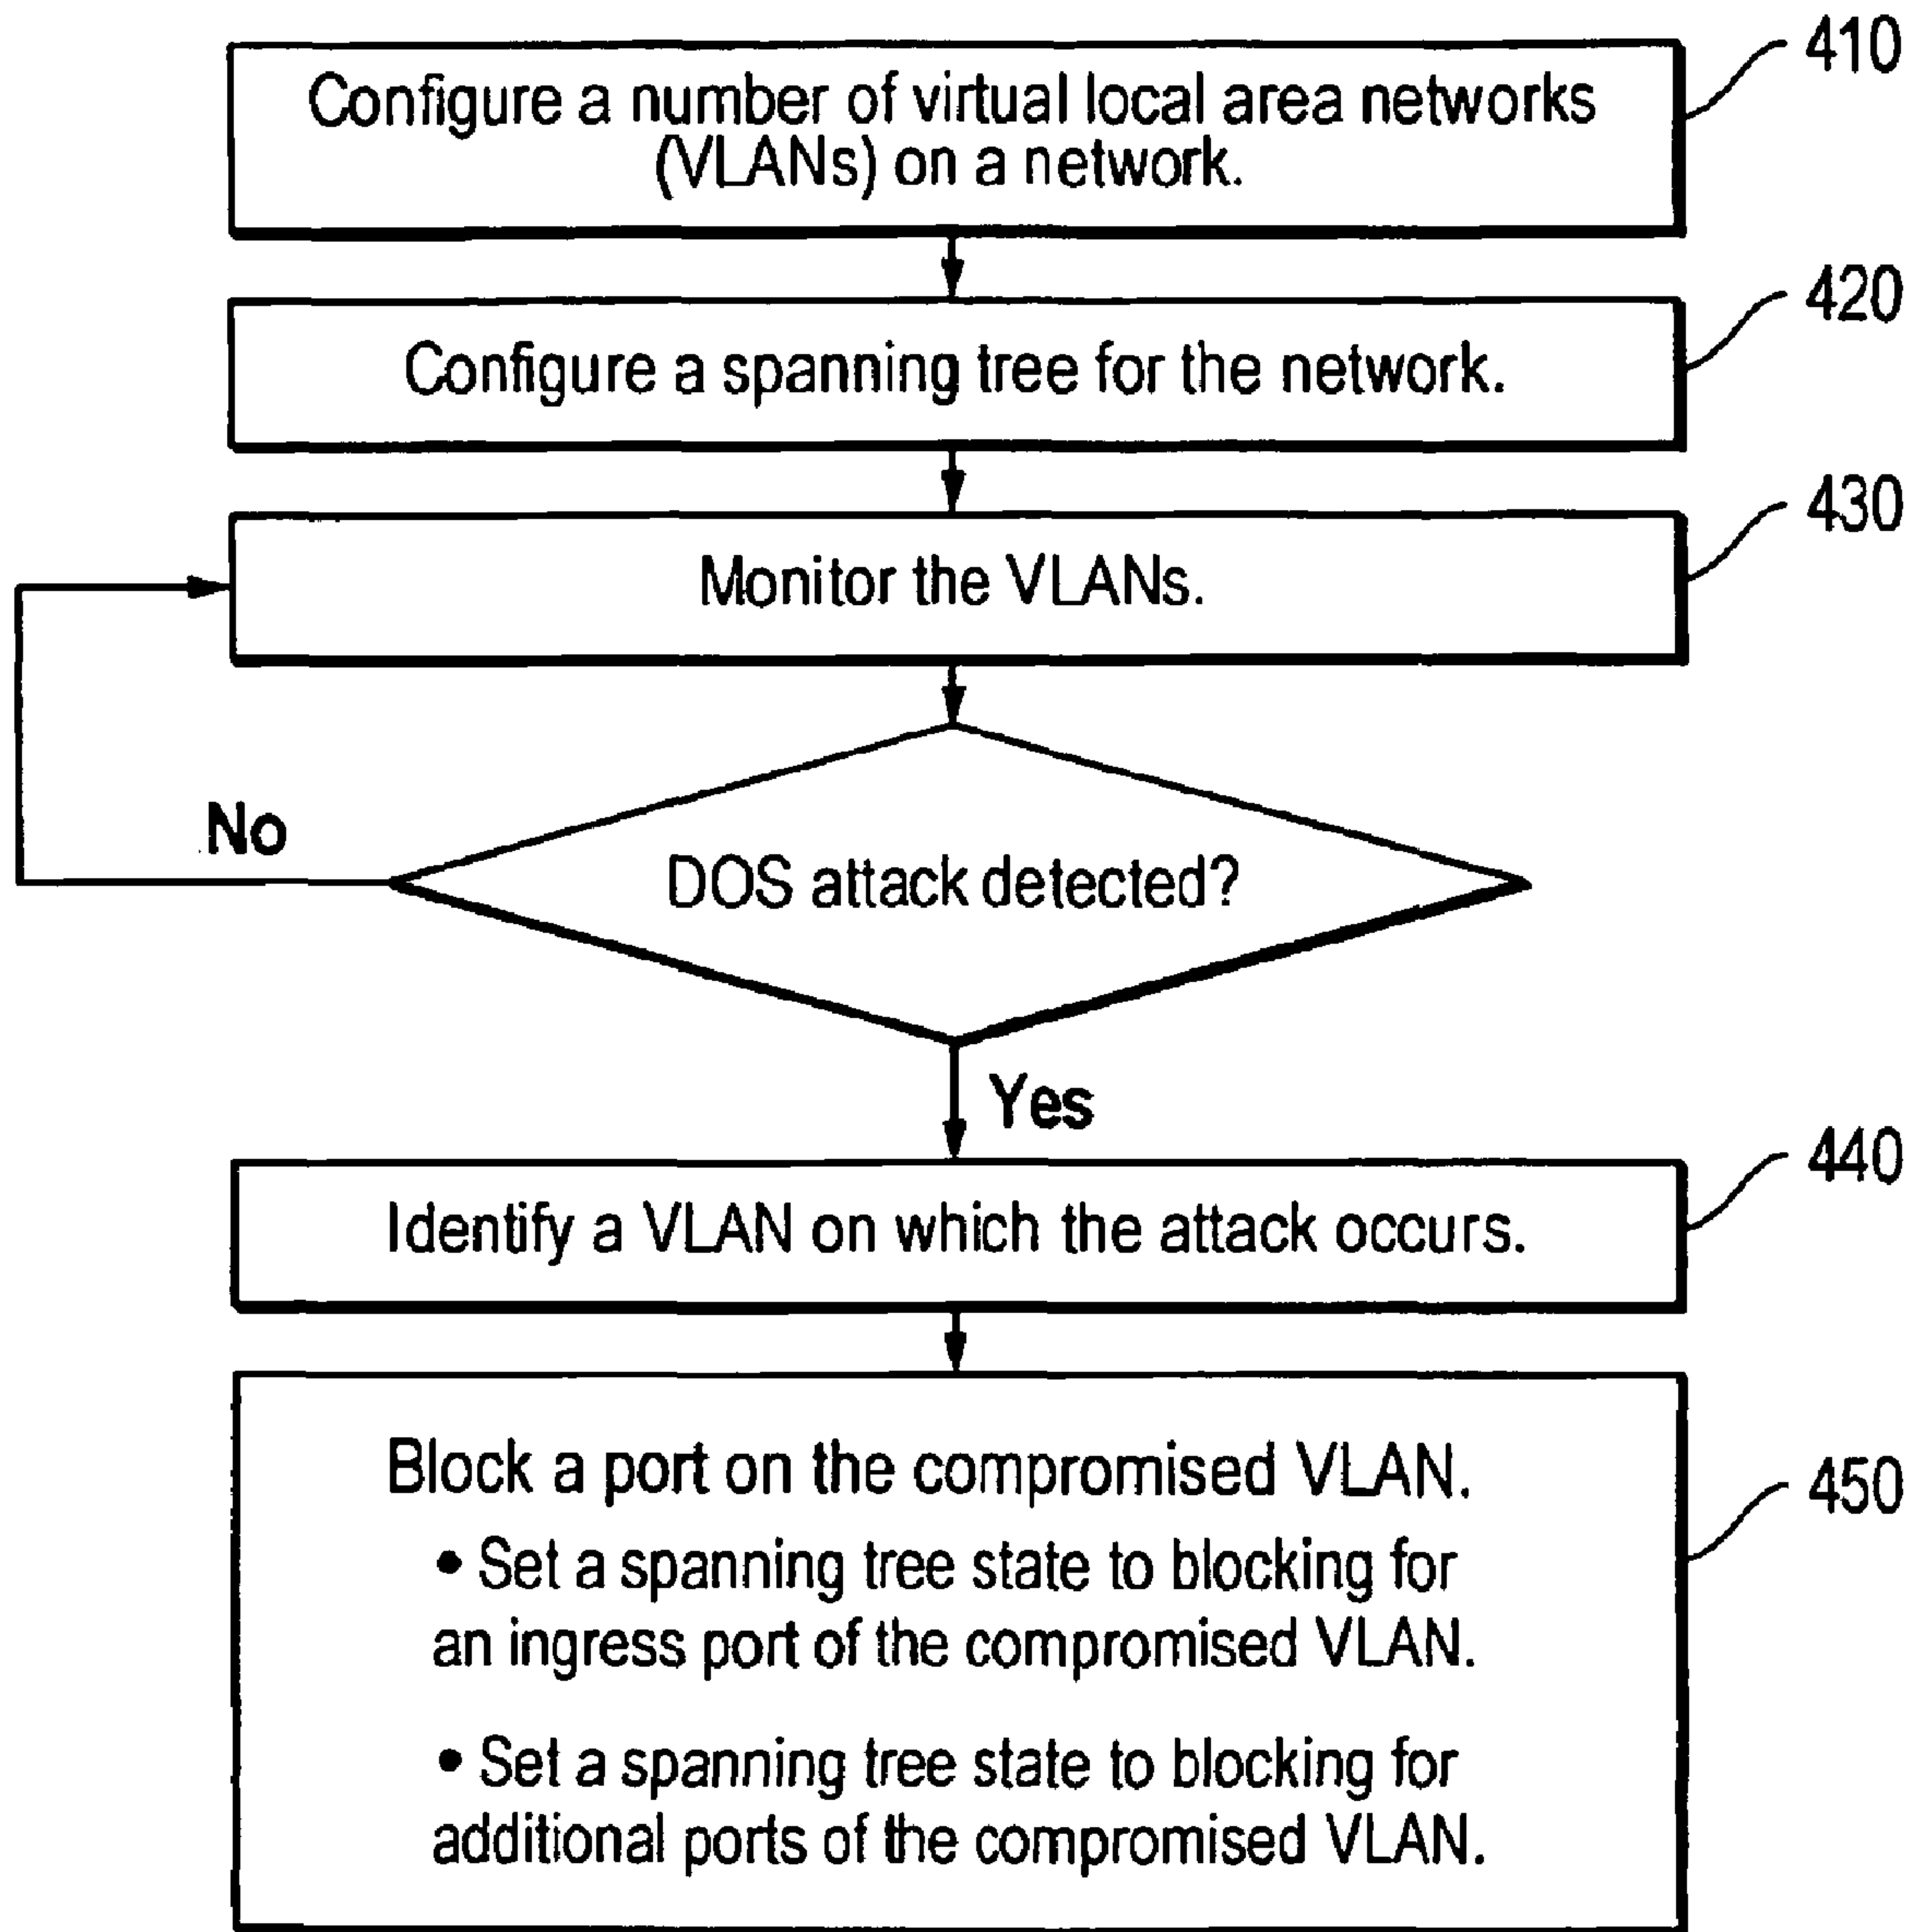 410
Configure a number of virtual local area networks
(VLANs) on a network.
420
Configure a spanning tree for the network.
430
Monitor the VLANs.
No
DOS attack detected?
Yes
440
Identify a VLAN on which the attack occurs.
450
Block a port on the compromised VLAN.
• Set a spanning tree state to blocking for
an ingress port of the compromised VLAN.
• Set a spanning tree state to blocking for
additional ports of the compromised VLAN.